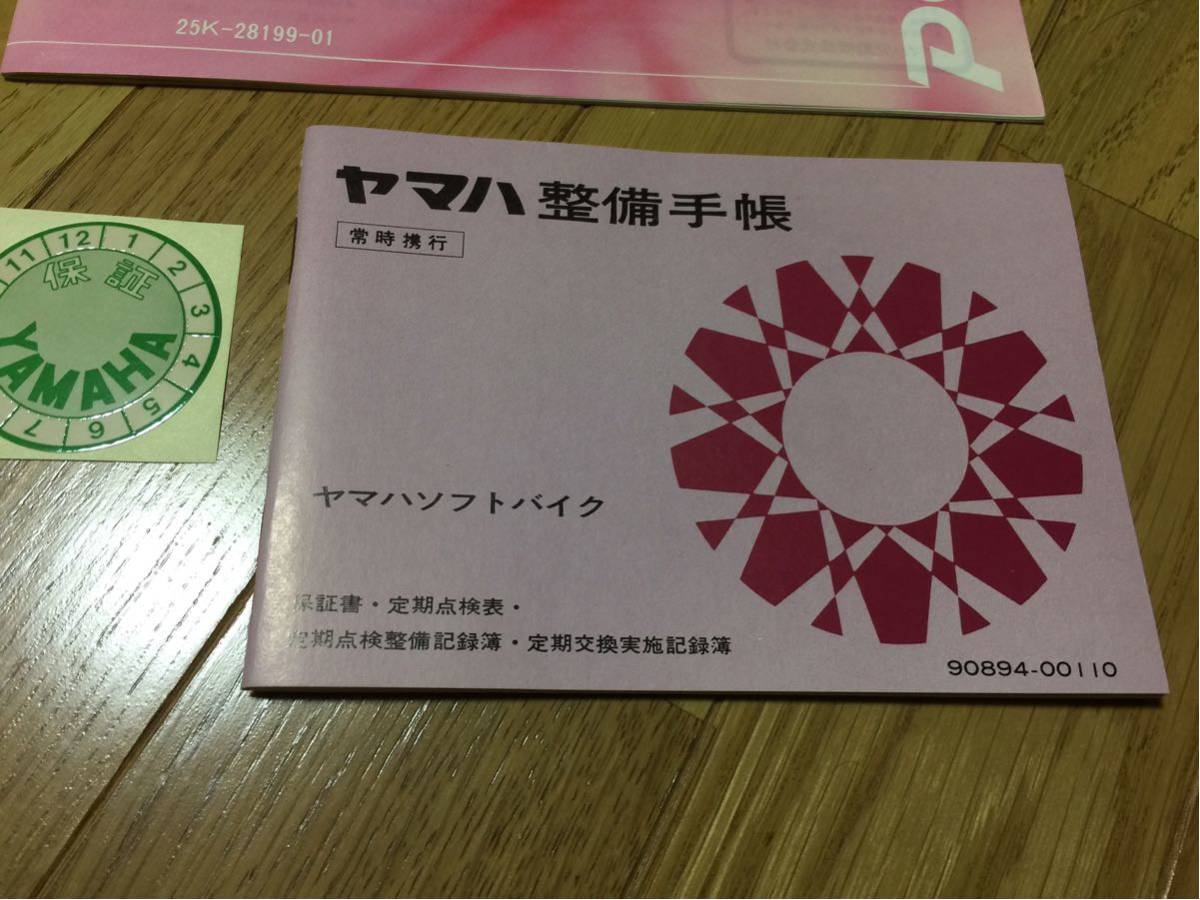 25K-28199-01
ヤマハ 整備手帳
常時携行
ヤマハソフトバイク
保証書・定期点検表・
定期点検整備記録簿・定期交換実施記録簿
90894-00110
11 12 1 2 3 4 5 6 7
保証
YAMAHA